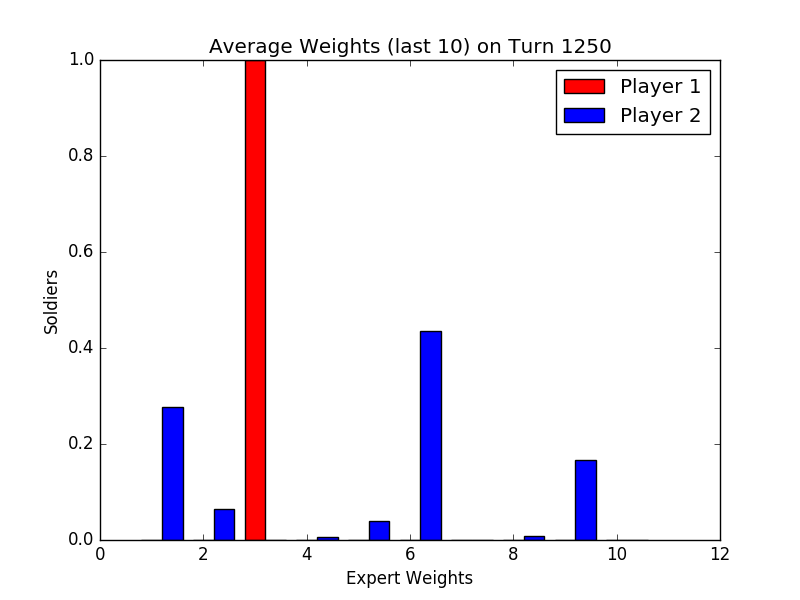 Average Weights (last 10) on Turn 1250
1.0
0.8
0.6
0.4
0.2
0.0
Soldiers
Player 1
Player 2
0 2 4 6 8 10 12
Expert Weights